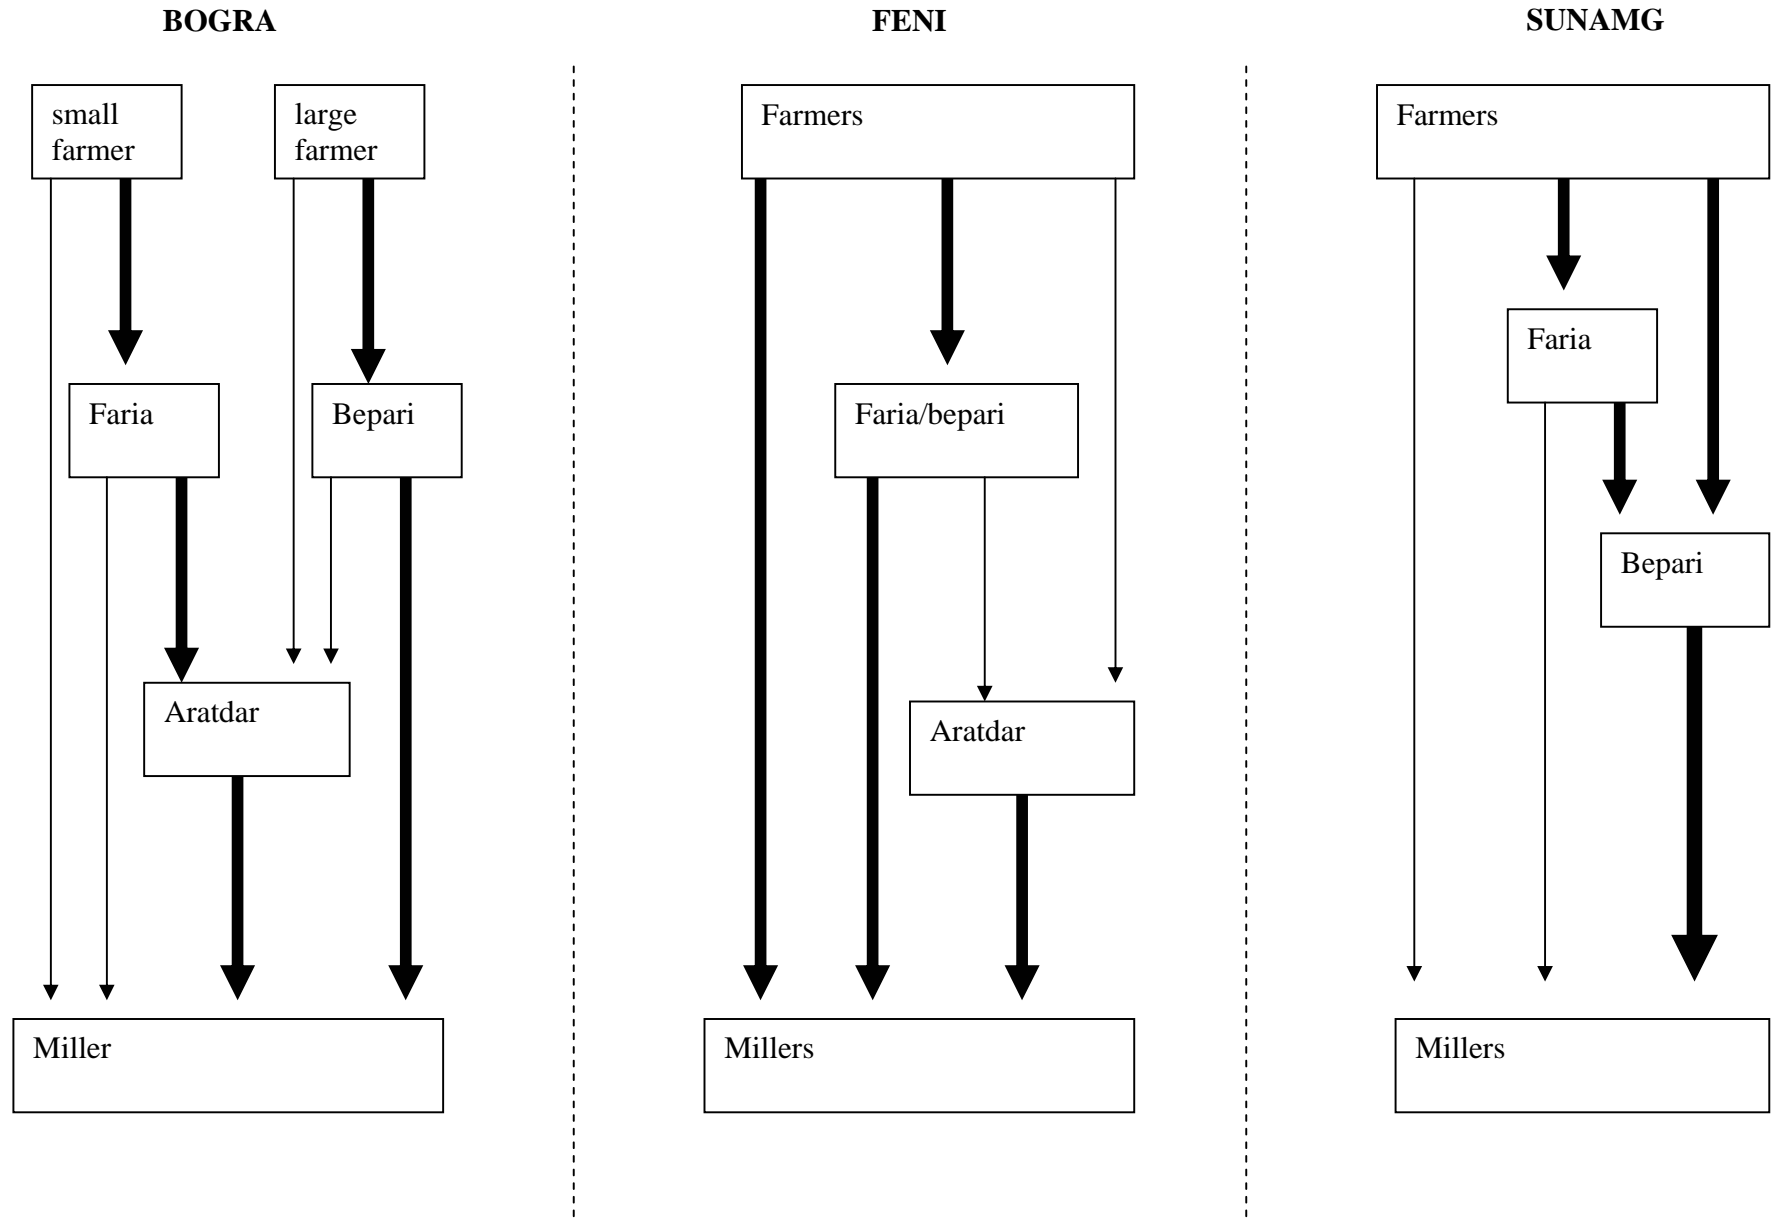 BOGRA
FENI
SUNAMG
small
farmer
large
farmer
Farmers
Farmers
Faria
Faria
Bepari
Faria/bepari
Bepari
Aratdar
Aratdar
Miller
Millers
Millers